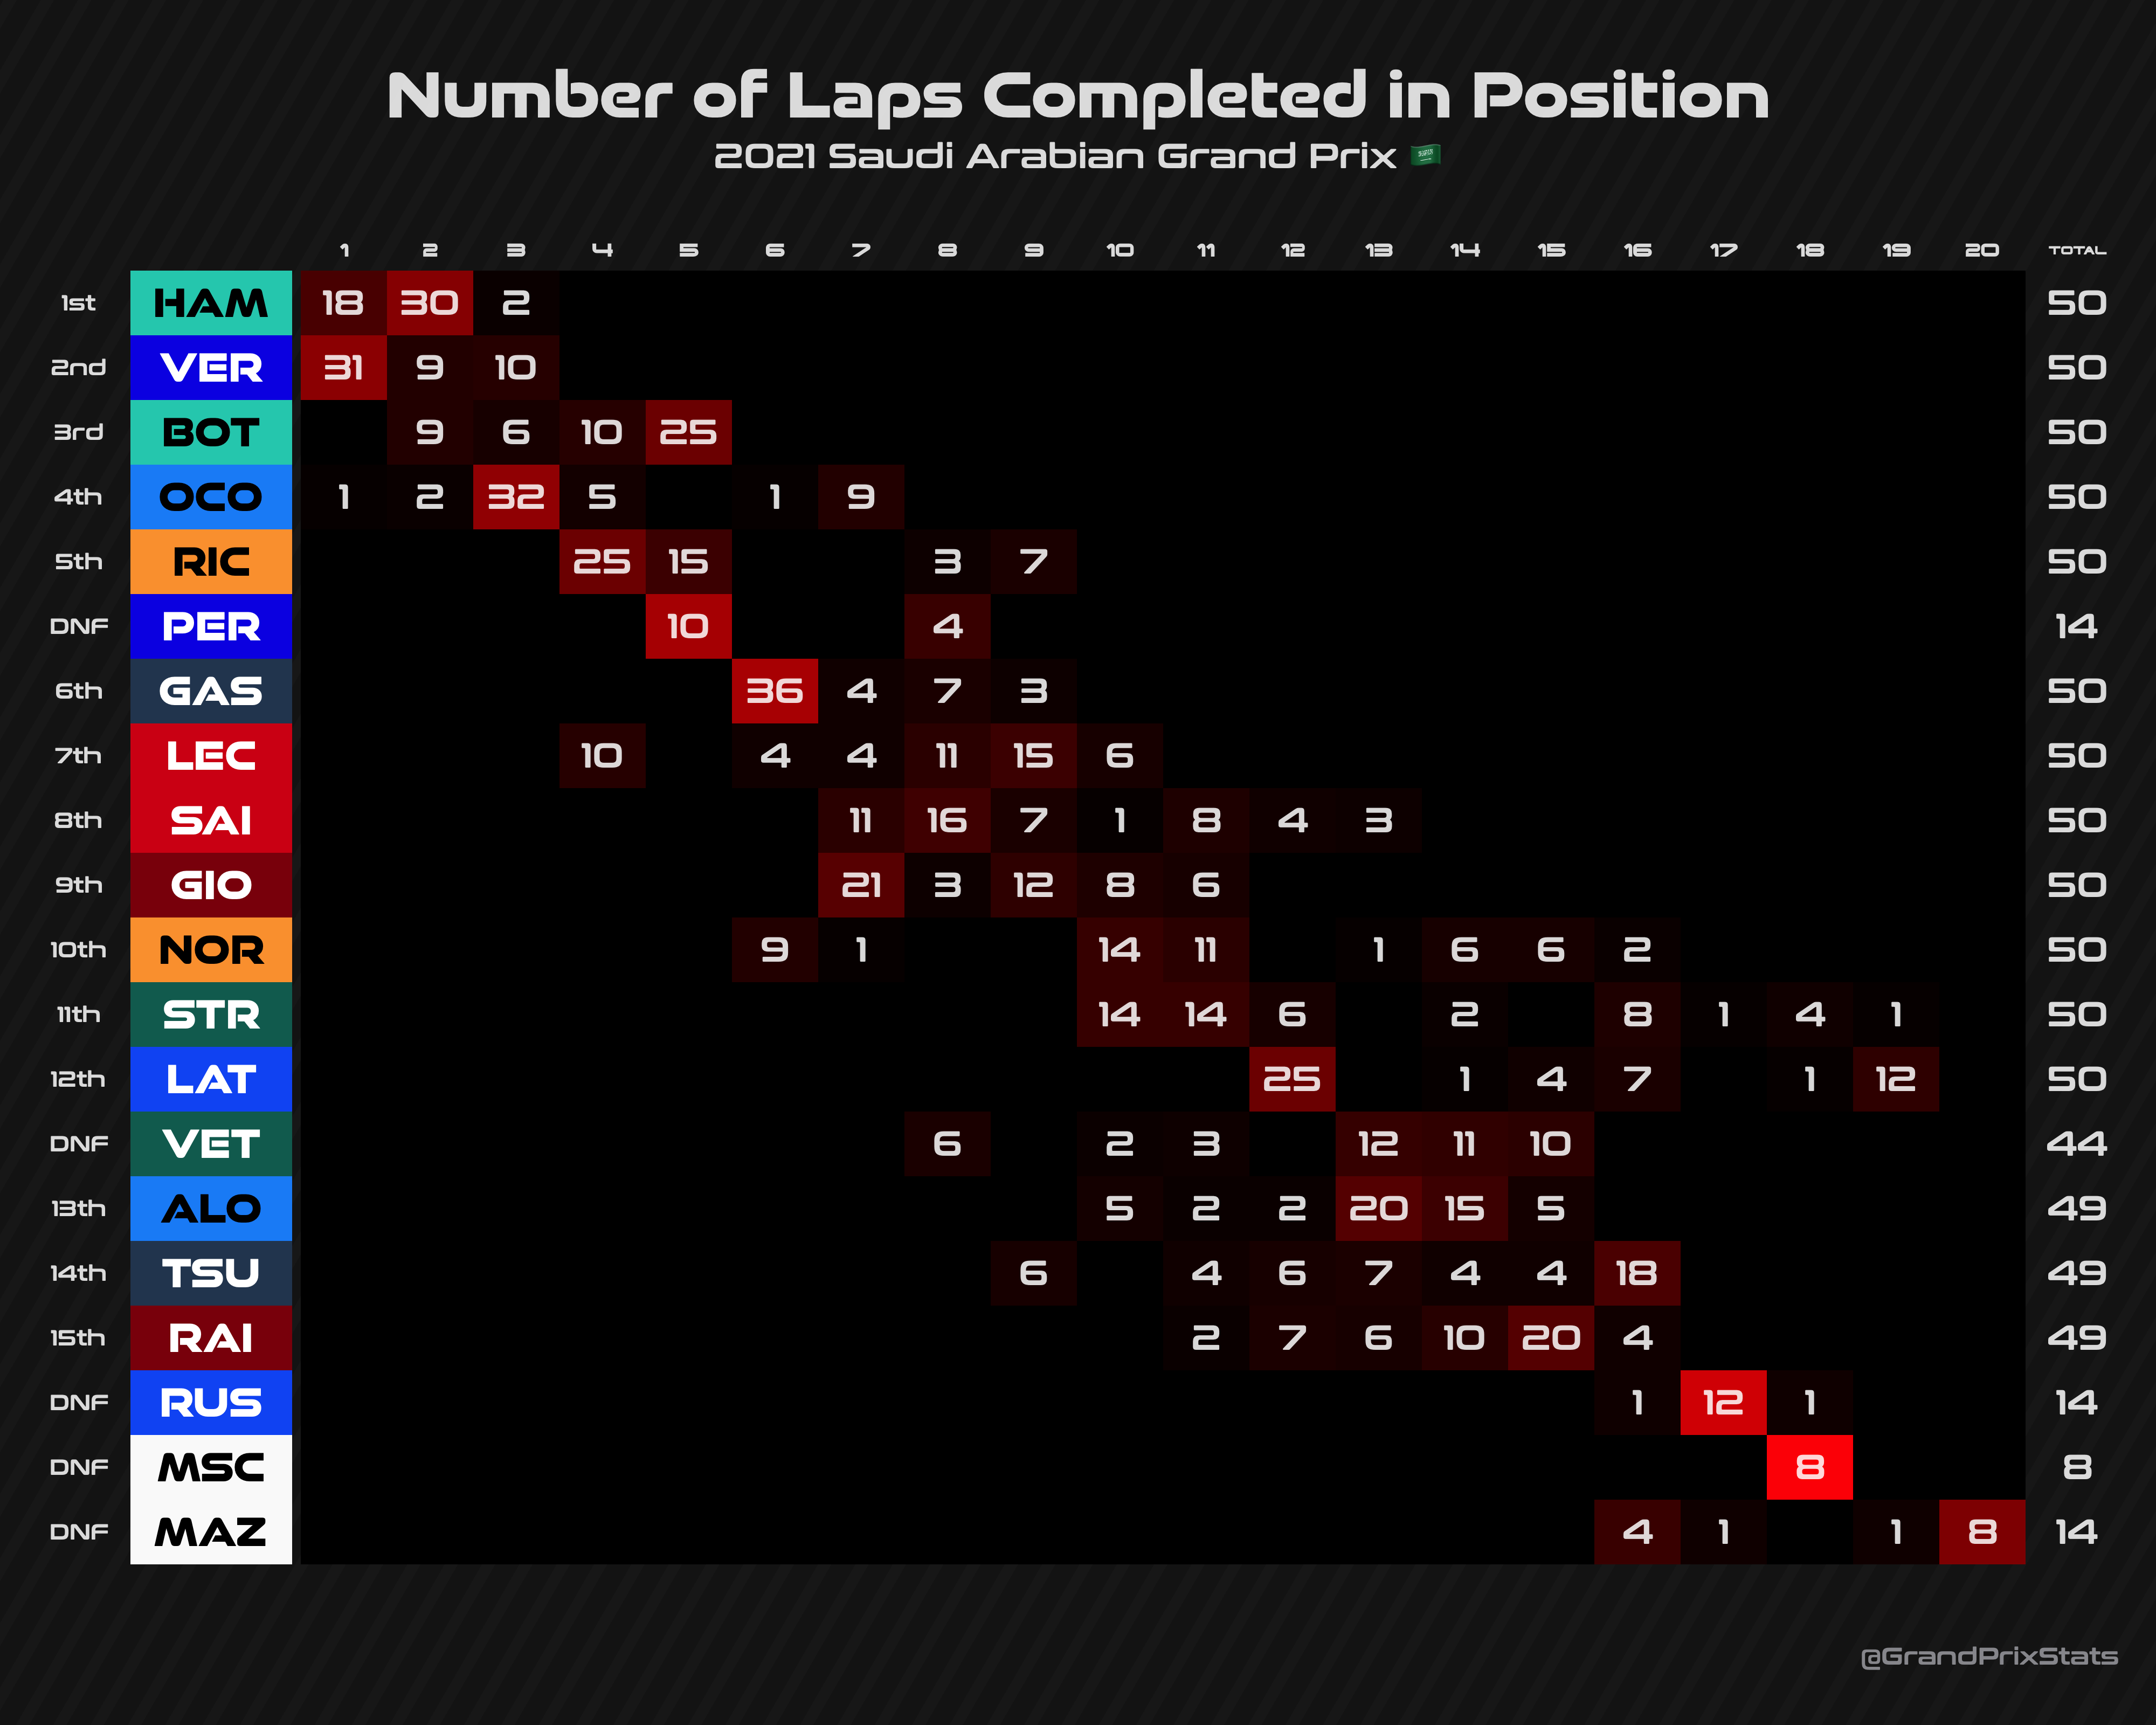 Number of Laps Completed in Position
2021 Saudi Arabian Grand Prix
1 2 3 4 5 6 7 8 9 10 11 12 13 14 15 16 17 18 19 20 TOTAL
1st HAM 18 30 2 50
2nd VER 31 9 10 50
3rd BOT 9 6 10 25 50
4th OCO 1 2 32 5 1 9 50
5th RIC 25 15 3 7 50
DNF PER 10 4 14
6th GAS 36 4 7 3 50
7th LEC 10 4 4 11 15 6 50
8th SAI 11 16 7 1 8 4 3 50
9th GIO 21 3 12 8 6 50
10th NOR 9 1 14 11 1 6 6 2 50
11th STR 14 14 6 2 8 1 4 1 50
12th LAT 25 1 4 7 1 12 50
DNF VET 6 2 3 12 11 10 44
13th ALO 5 2 2 20 15 5 49
14th TSU 6 4 6 7 4 4 18 49
15th RAI 2 7 6 10 20 4 49
DNF RUS 1 12 1 14
DNF MSC 8 8
DNF MAZ 4 1 1 8 14
@GrandPrixStats